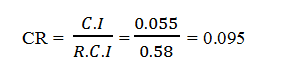 CR = C.I / R.C.I = 0.055 / 0.58 = 0.095